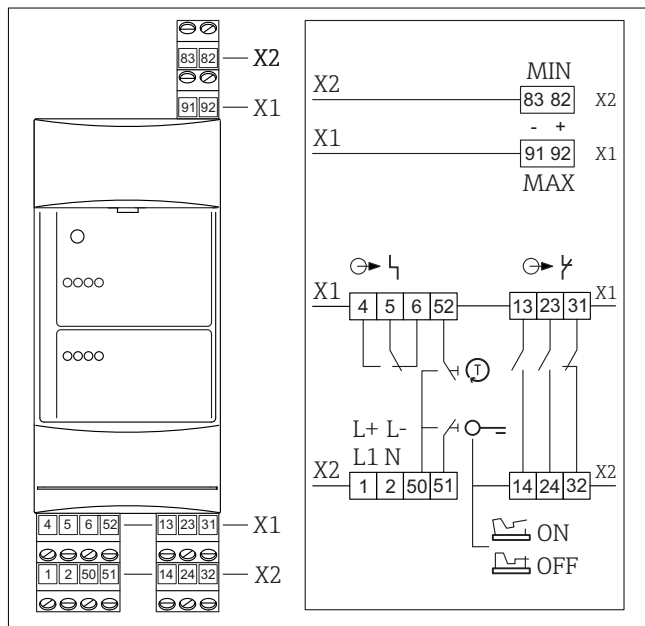 83 82 X2
91 92 X1
4 5 6 52 13 23 31 X1
1 2 50 51 14 24 32 X2
MIN
X2 83 82 X2
- +
X1 91 92 X1
MAX
X1 4 5 6 52 13 23 31 X1
T
L+ L-
L1 N
X2 1 2 50 51 14 24 32 X2
ON
OFF